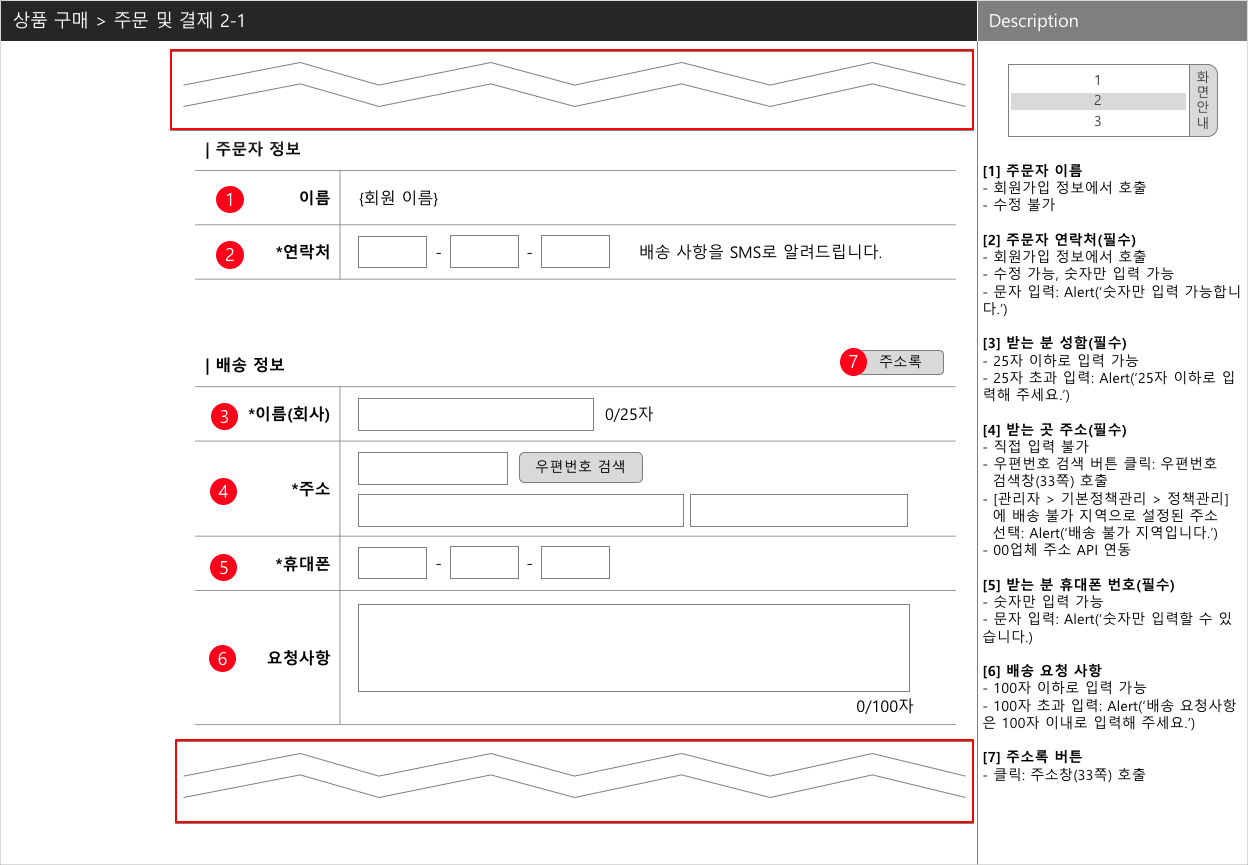 상품 구매 > 주문 및 결제 2-1
| 주문자 정보
1 이름 {회원 이름}
2 *연락처 - - 배송 사항을 SMS로 알려드립니다.
| 배송 정보 7 주소록
3 *이름(회사) 0/25자
4 *주소 우편번호 검색
5 *휴대폰 - -
6 요청사항
0/100자
Description
1
2
3
화면안내
[1] 주문자 이름
- 회원가입 정보에서 호출
- 수정 불가
[2] 주문자 연락처(필수)
- 회원가입 정보에서 호출
- 수정 가능, 숫자만 입력 가능
- 문자 입력: Alert(‘숫자만 입력 가능합니
다.’)
[3] 받는 분 성함(필수)
- 25자 이하로 입력 가능
- 25자 초과 입력: Alert(‘25자 이하로 입
력해 주세요.’)
[4] 받는 곳 주소(필수)
- 직접 입력 불가
- 우편번호 검색 버튼 클릭: 우편번호
검색창(33쪽) 호출
- [관리자 > 기본정책관리 > 정책관리]
에 배송 불가 지역으로 설정된 주소
선택: Alert(‘배송 불가 지역입니다.’)
- 00업체 주소 API 연동
[5] 받는 분 휴대폰 번호(필수)
- 숫자만 입력 가능
- 문자 입력: Alert(‘숫자만 입력할 수 있
습니다.)
[6] 배송 요청 사항
- 100자 이하로 입력 가능
- 100자 초과 입력: Alert(‘배송 요청사항
은 100자 이내로 입력해 주세요.’)
[7] 주소록 버튼
- 클릭: 주소창(33쪽) 호출